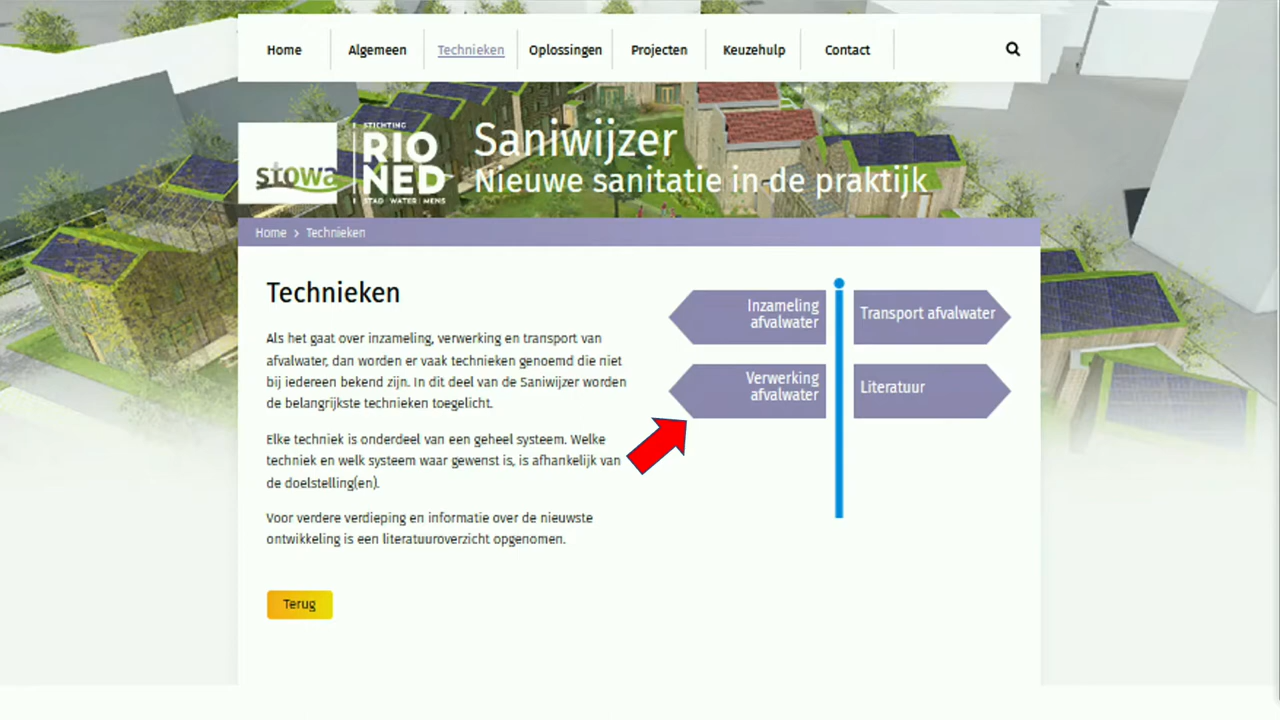 Home
Algemeen
Technieken
Oplossingen
Projecten
Keuzehulp
Contact
stowa
STICHTING
RIO
NED
STAD WATER MENS
Saniwijzer
Nieuwe sanitatie in de praktijk
Home > Technieken
Technieken
Als het gaat over inzameling, verwerking en transport van
afvalwater, dan worden er vaak technieken genoemd die niet
bij iedereen bekend zijn. In dit deel van de Saniwijzer worden
de belangrijkste technieken toegelicht.
Elke techniek is onderdeel van een geheel systeem. Welke
techniek en welk systeem waar gewenst is, is afhankelijk van
de doelstelling(en).
Voor verdere verdieping en informatie over de nieuwste
ontwikkeling is een literatuuroverzicht opgenomen.
Terug
Inzameling
afvalwater
Transport afvalwater
Verwerking
afvalwater
Literatuur